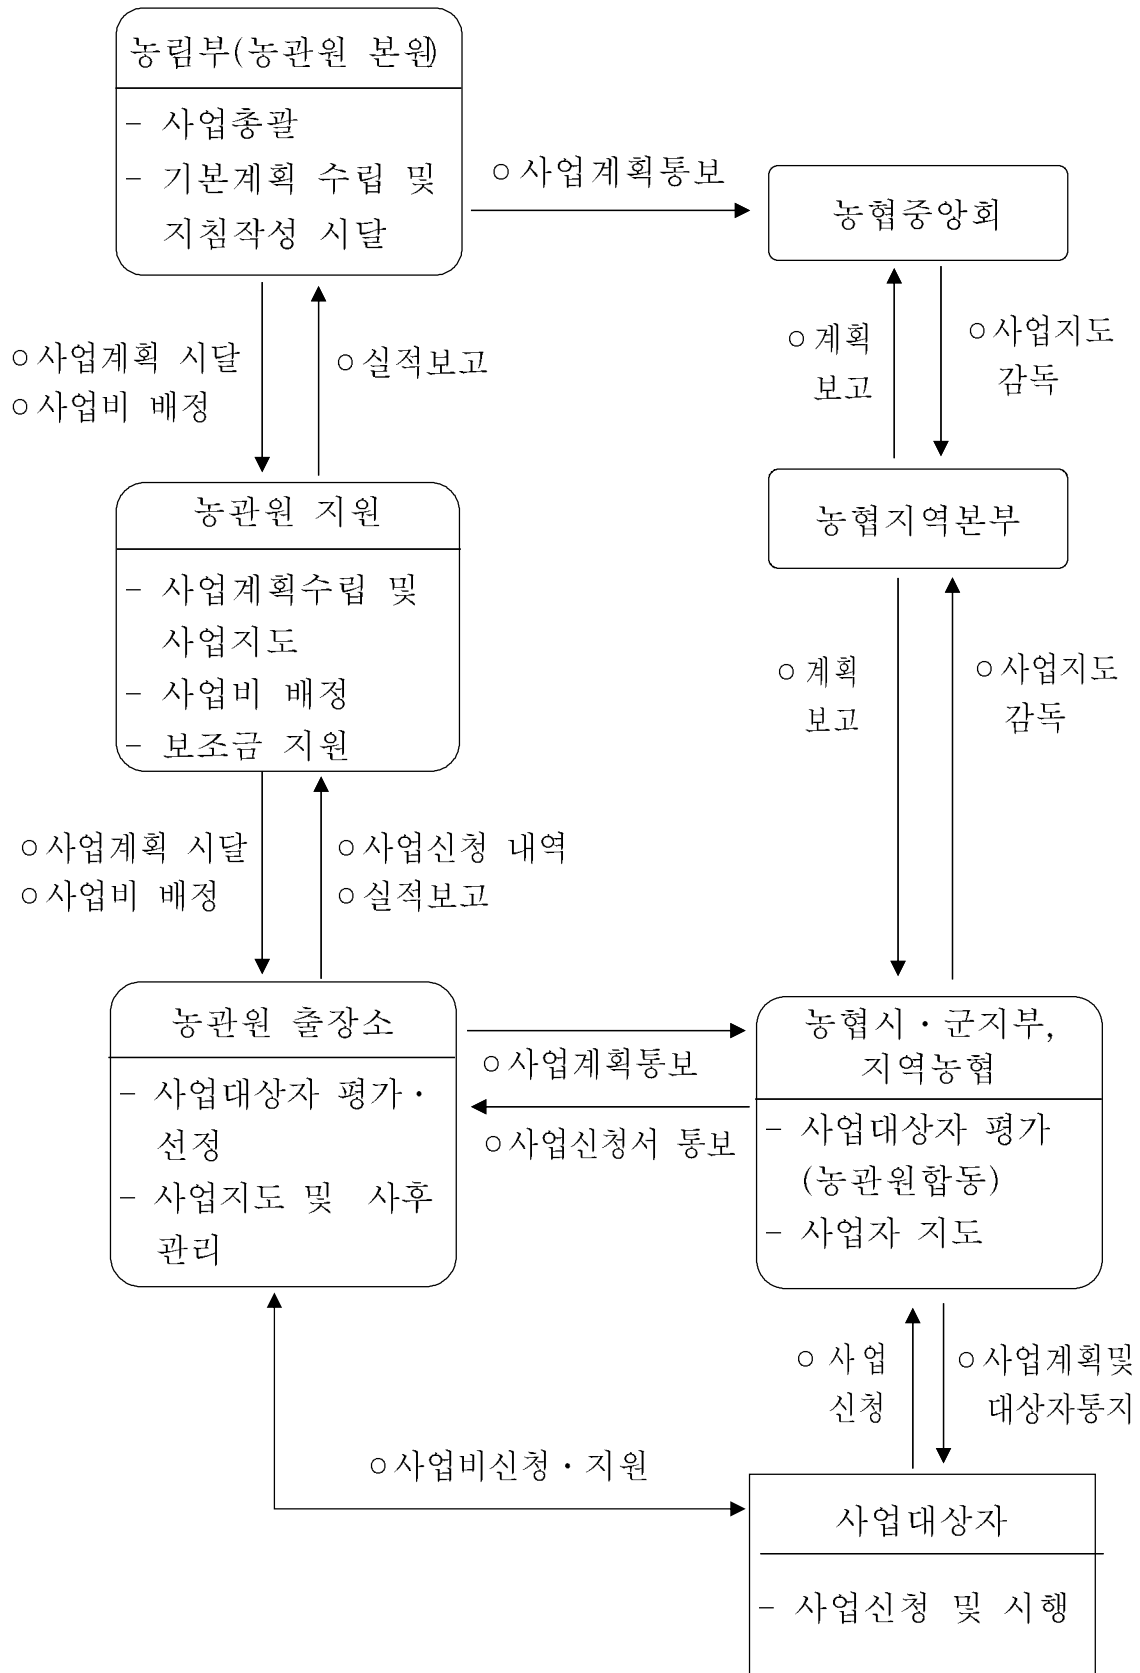 농림부(농관원 본원)
- 사업총괄
- 기본계획 수립 및
지침작성 시달
○사업계획통보
농협중앙회
○사업계획 시달
○사업비 배정
○실적보고
○계획
보고
○사업지도
감독
농관원 지원
- 사업계획수립 및
사업지도
- 사업비 배정
- 보조금 지원
농협지역본부
○계획
보고
○사업지도
감독
○사업계획 시달
○사업비 배정
○사업신청 내역
○실적보고
농관원 출장소
- 사업대상자 평가·
선정
- 사업지도 및 사후
관리
○사업계획통보
○사업신청서 통보
농협시·군지부,
지역농협
- 사업대상자 평가
(농관원합동)
- 사업자 지도
○ 사업
신청
○사업계획및
대상자통지
○사업비신청·지원
사업대상자
- 사업신청 및 시행